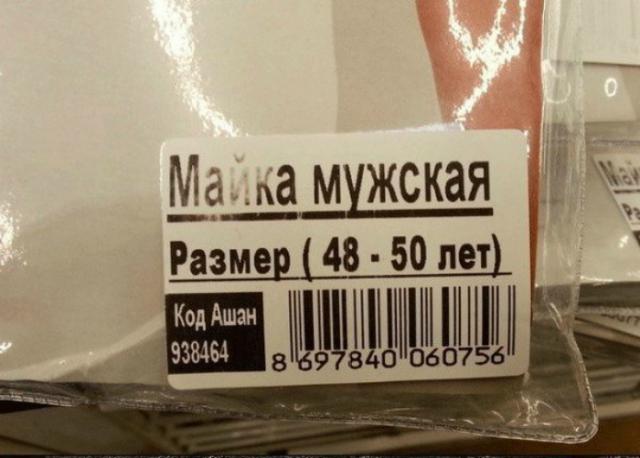 Майка мужская
Размер ( 48 - 50 лет)
Код Ашан
938464
8 697840 060756